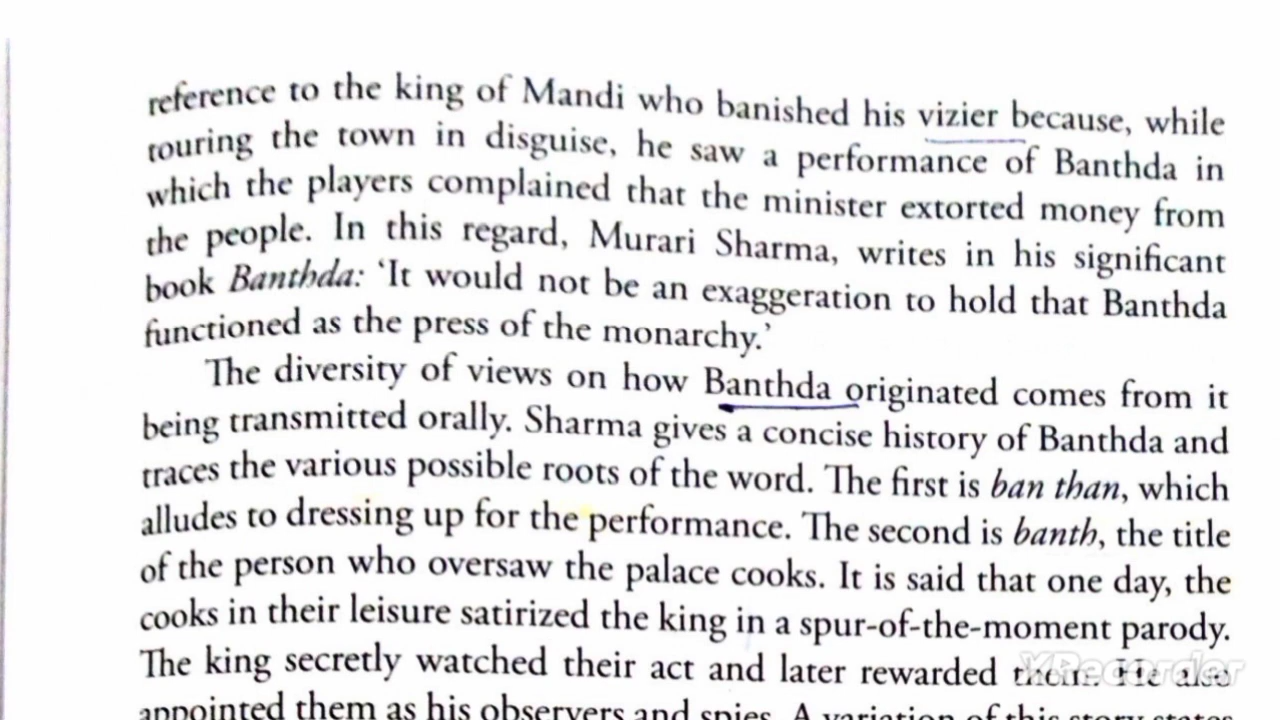 reference to the king of Mandi who banished his vizier because, while
touring the town in disguise, he saw a performance of Banthda in
which the players complained that the minister extorted money from
the people. In this regard, Murari Sharma, writes in his significant
book Banthda: ‘It would not be an exaggeration to hold that Banthda
functioned as the press of the monarchy.’
The diversity of views on how Banthda originated comes from it
being transmitted orally. Sharma gives a concise history of Banthda and
traces the various possible roots of the word. The first is ban than, which
alludes to dressing up for the performance. The second is banth, the title
of the person who oversaw the palace cooks. It is said that one day, the
cooks in their leisure satirized the king in a spur-of-the-moment parody.
The king secretly watched their act and later rewarded them. He also
appointed them as his observers and spies. A variation of this story states
XRecorder